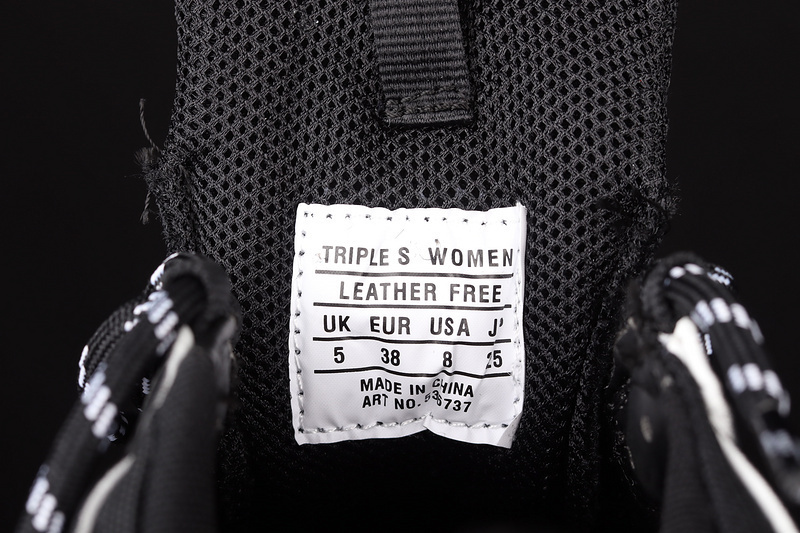 TRIPLE S WOMEN
LEATHER FREE
UK EUR USA
5 38 8 25
MADE IN CHINA
ART NO.